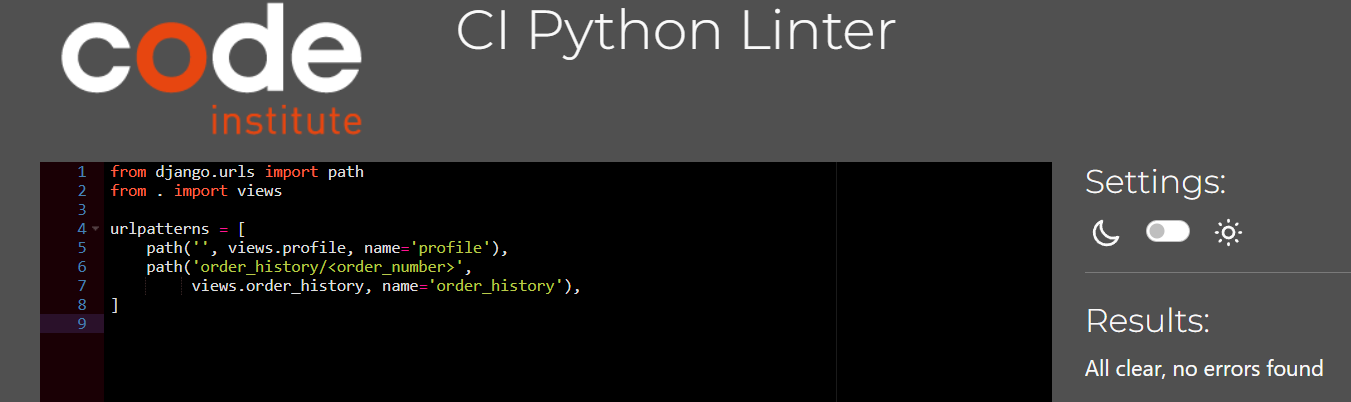 code
institute
CI Python Linter
1 from django.urls import path
2 from . import views
3
4 urlpatterns = [
5     path('', views.profile, name='profile'),
6     path('order_history/<order_number>',
7          views.order_history, name='order_history'),
8 ]
9
Settings:
Results:
All clear, no errors found